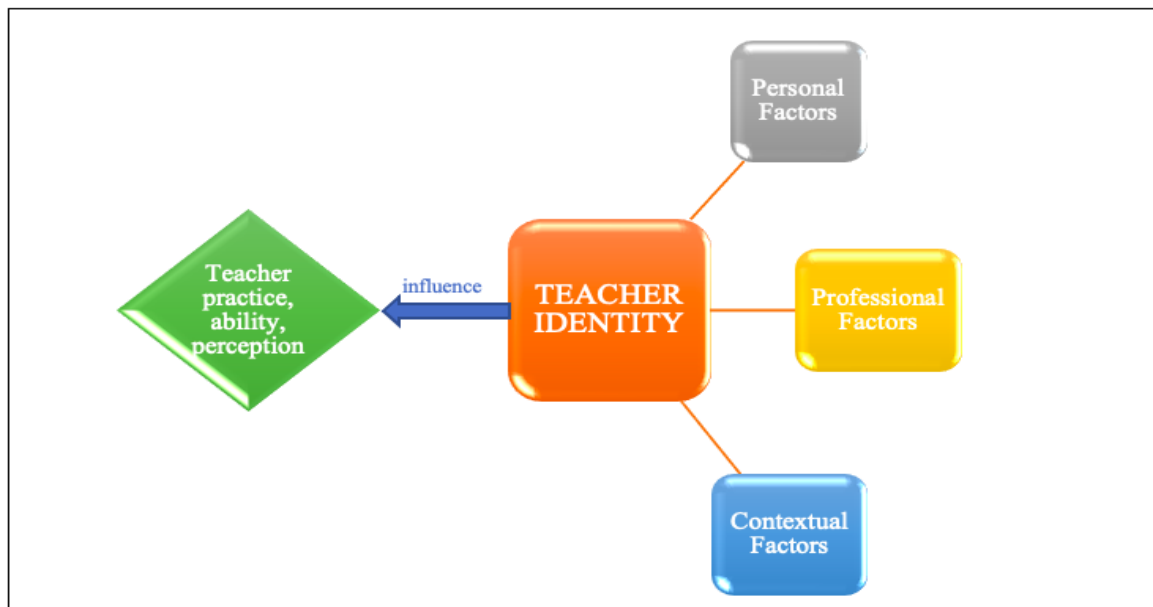 Personal
Factors
Teacher
practice,
ability,
perception
influence
TEACHER
IDENTITY
Professional
Factors
Contextual
Factors